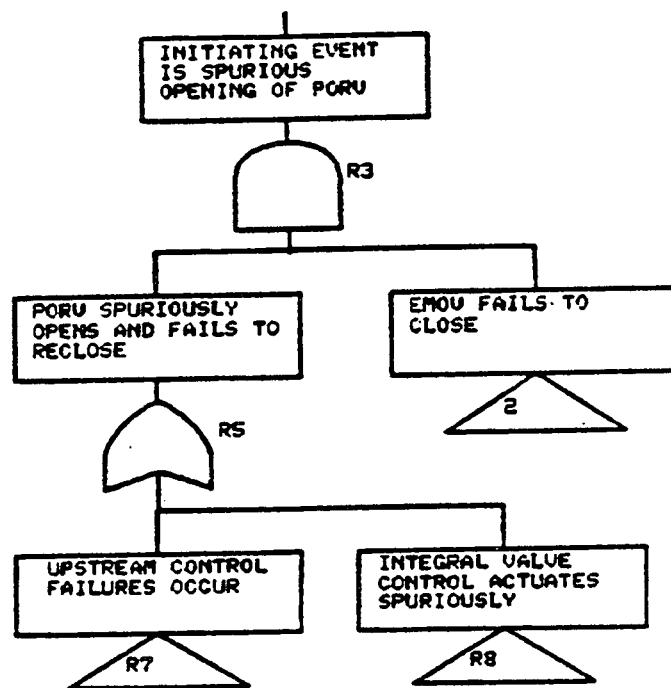 INITIATING EVENT
IS SPURIOUS
OPENING OF PORV
R3
PORV SPURIOUSLY
OPENS AND FAILS TO
RECLOSE
EMOV FAILS TO
CLOSE
2
R5
UPSTREAM CONTROL
FAILURES OCCUR
INTEGRAL VALVE
CONTROL ACTUATES
SPURIOUSLY
R7
R8